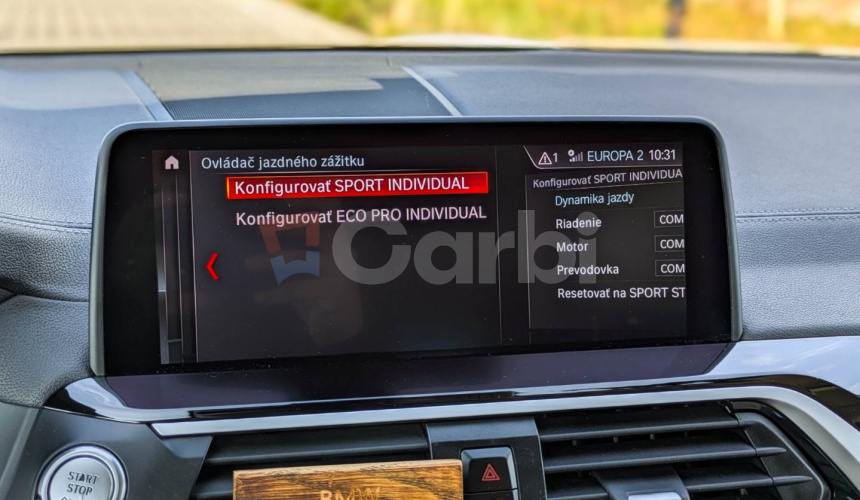 Ovládač jazdného zážitku
Konfigurovať SPORT INDIVIDUAL
Konfigurovať ECO PRO INDIVIDUAL
1 EUROPA 2 10:31
Konfigurovať SPORT INDIVIDUA
Dynamika jazdy
Riadenie COM
Motor COM
Prevodovka COM
Resetovať na SPORT ST
Carbi
START
STOP
BMW